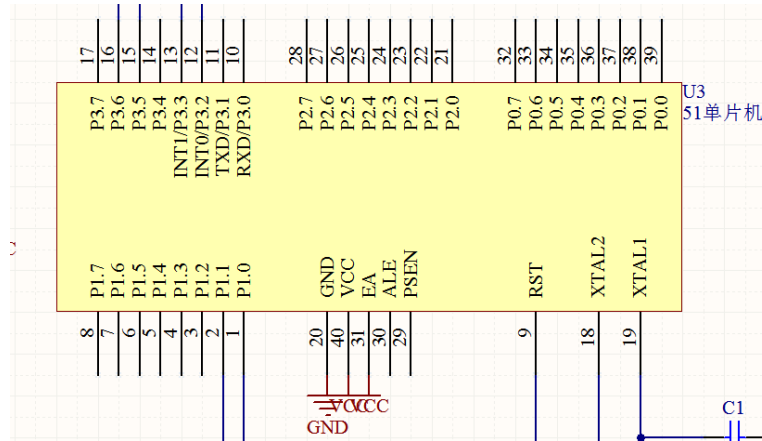 17 16 15 14 13 12 11 10 28 27 26 25 24 23 22 21 32 33 34 35 36 37 38 39
P3.7 P3.6 P3.5 P3.4 INT1/P3.3 INT0/P3.2 TXD/P3.1 RXD/P3.0 P2.7 P2.6 P2.5 P2.4 P2.3 P2.2 P2.1 P2.0 P0.7 P0.6 P0.5 P0.4 P0.3 P0.2 P0.1 P0.0
U3
51单片机
P1.7 P1.6 P1.5 P1.4 P1.3 P1.2 P1.1 P1.0 GND VCC EA ALE PSEN RST XTAL2 XTAL1
8 7 6 5 4 3 2 1 20 40 31 30 29 9 18 19
VCC VCC
GND
C1